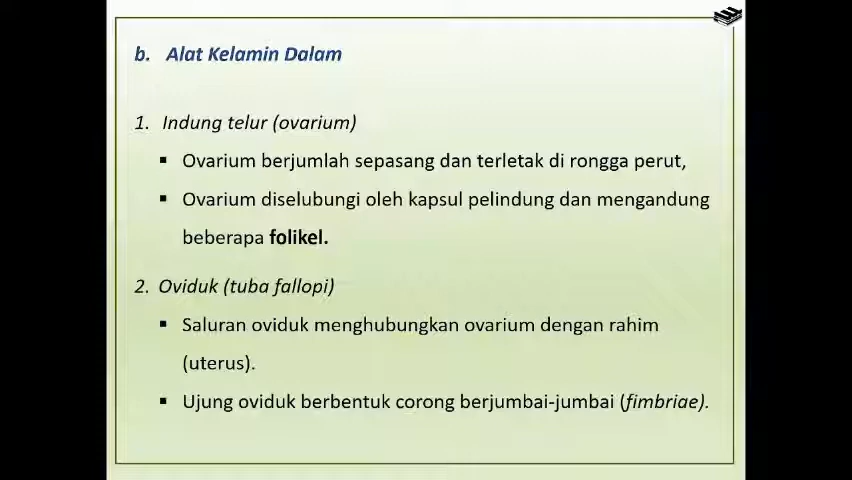 b. Alat Kelamin Dalam
1. Indung telur (ovarium)
▪ Ovarium berjumlah sepasang dan terletak di rongga perut,
▪ Ovarium diselubungi oleh kapsul pelindung dan mengandung
beberapa folikel.
2. Oviduk (tuba fallopi)
▪ Saluran oviduk menghubungkan ovarium dengan rahim
(uterus).
▪ Ujung oviduk berbentuk corong berjumbai-jumbai (fimbriae).